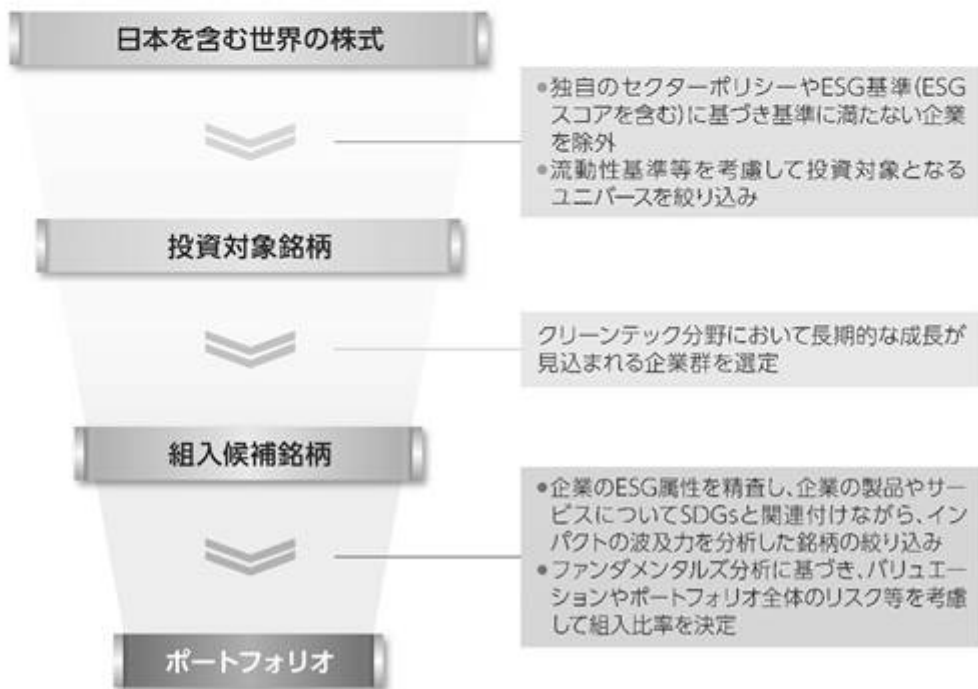 日本を含む世界の株式
●独自のセクターポリシーやESG基準(ESG
スコアを含む)に基づき基準に満たない企業
を除外
●流動性基準等を考慮して投資対象となる
ユニバースを絞り込み
投資対象銘柄
クリーンテック分野において長期的な成長が
見込まれる企業群を選定
組入候補銘柄
●企業のESG属性を精査し、企業の製品やサー
ビスについてSDGsと関連付けながら、イン
パクトの波及力を分析した銘柄の絞り込み
●ファンダメンタルズ分析に基づき、バリュエー
ションやポートフォリオ全体のリスク等を考慮
して組入比率を決定
ポートフォリオ